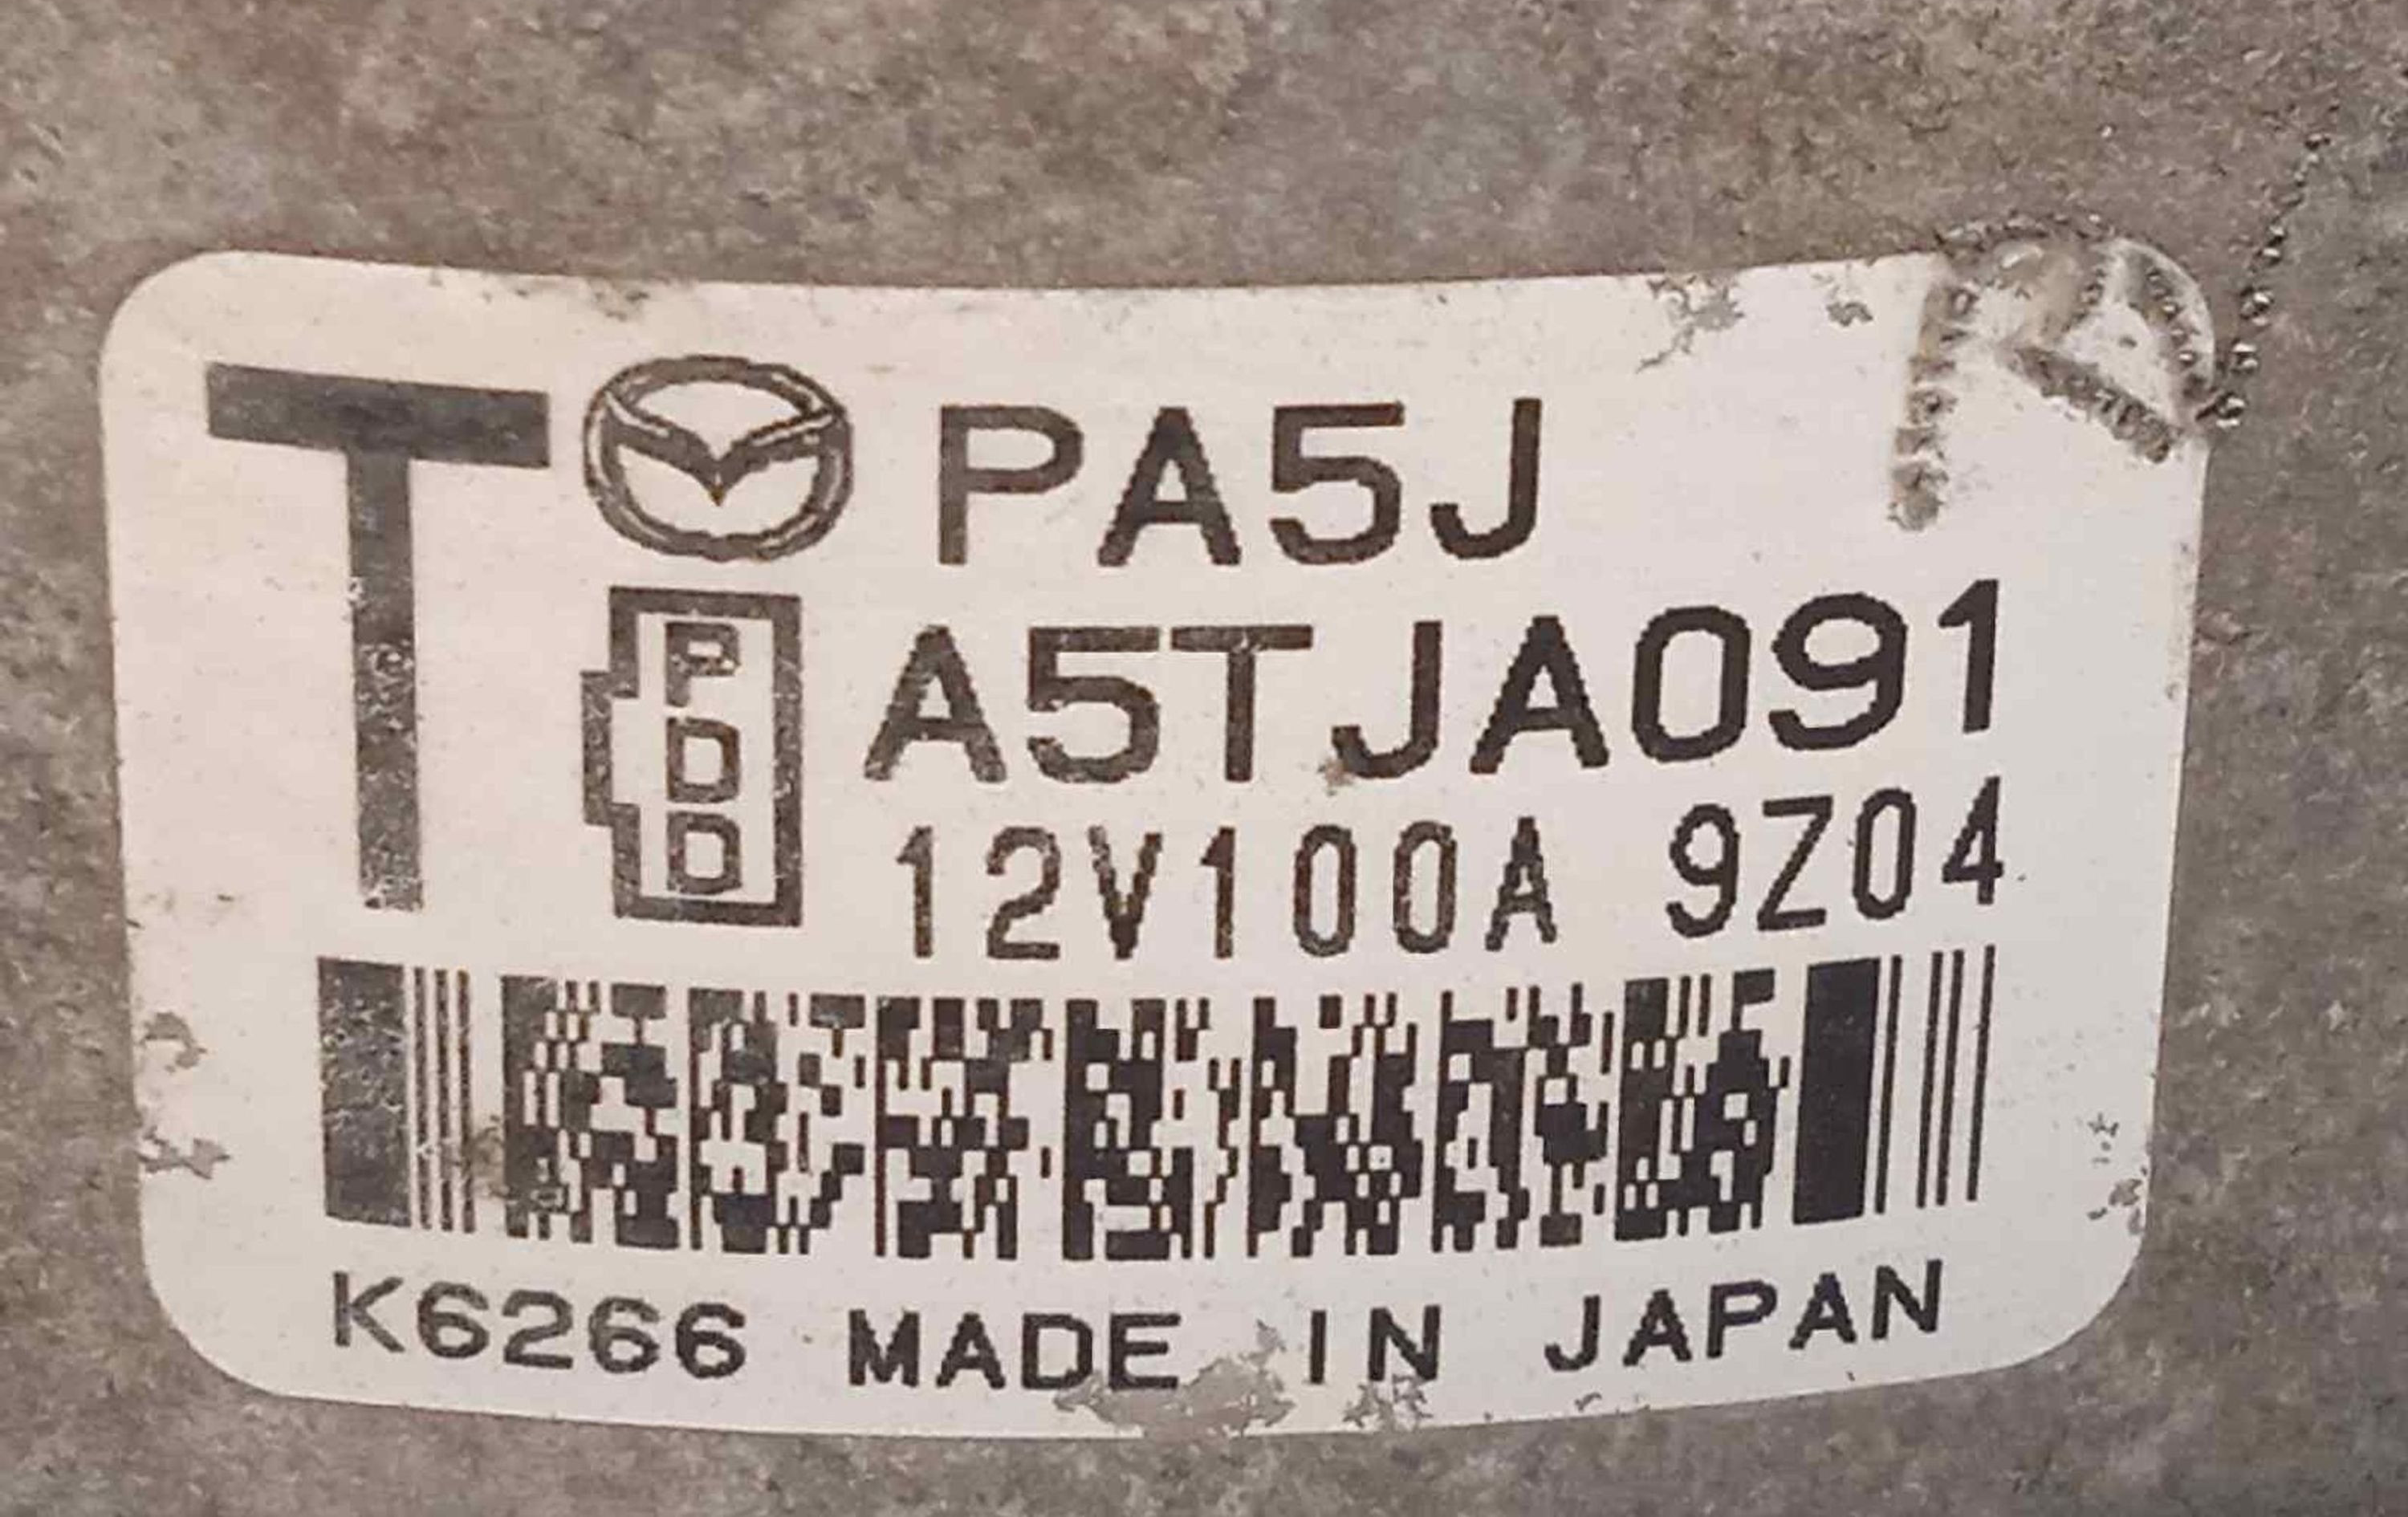 T
PA5J
P
D
D
A5TJA091
12V100A 9Z04
K6266 MADE IN JAPAN